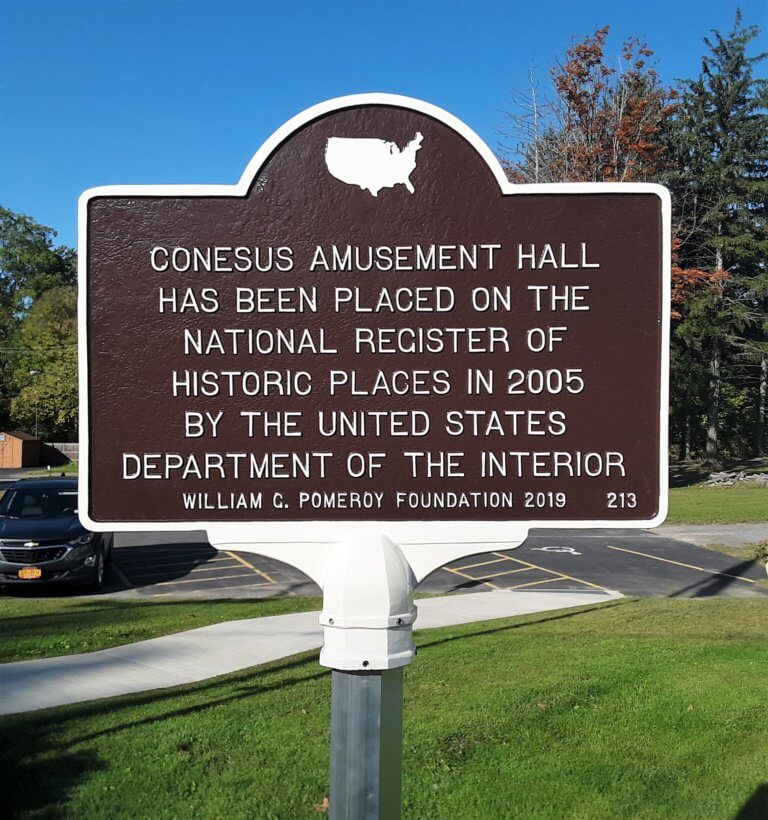 CONESUS AMUSEMENT HALL
HAS BEEN PLACED ON THE
NATIONAL REGISTER OF
HISTORIC PLACES IN 2005
BY THE UNITED STATES
DEPARTMENT OF THE INTERIOR
WILLIAM G. POMEROY FOUNDATION 2019 213